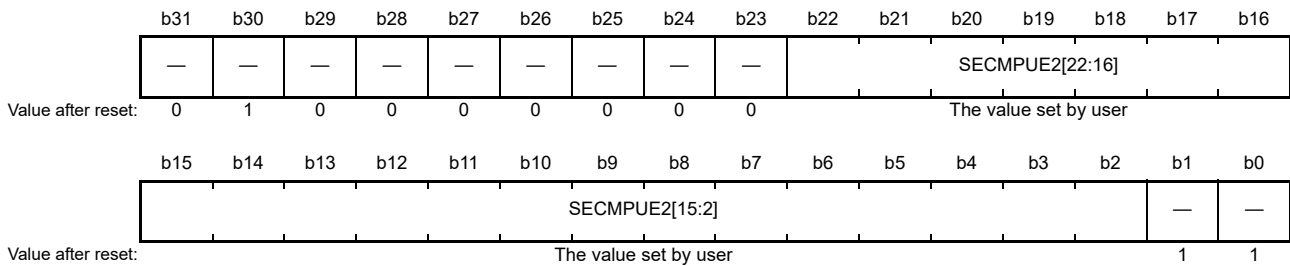 b31 b30 b29 b28 b27 b26 b25 b24 b23 b22 b21 b20 b19 b18 b17 b16
— — — — — — — — — SECMPUE2[22:16]
Value after reset: 0 1 0 0 0 0 0 0 0 The value set by user
b15 b14 b13 b12 b11 b10 b9 b8 b7 b6 b5 b4 b3 b2 b1 b0
SECMPUE2[15:2] — —
Value after reset: The value set by user 1 1